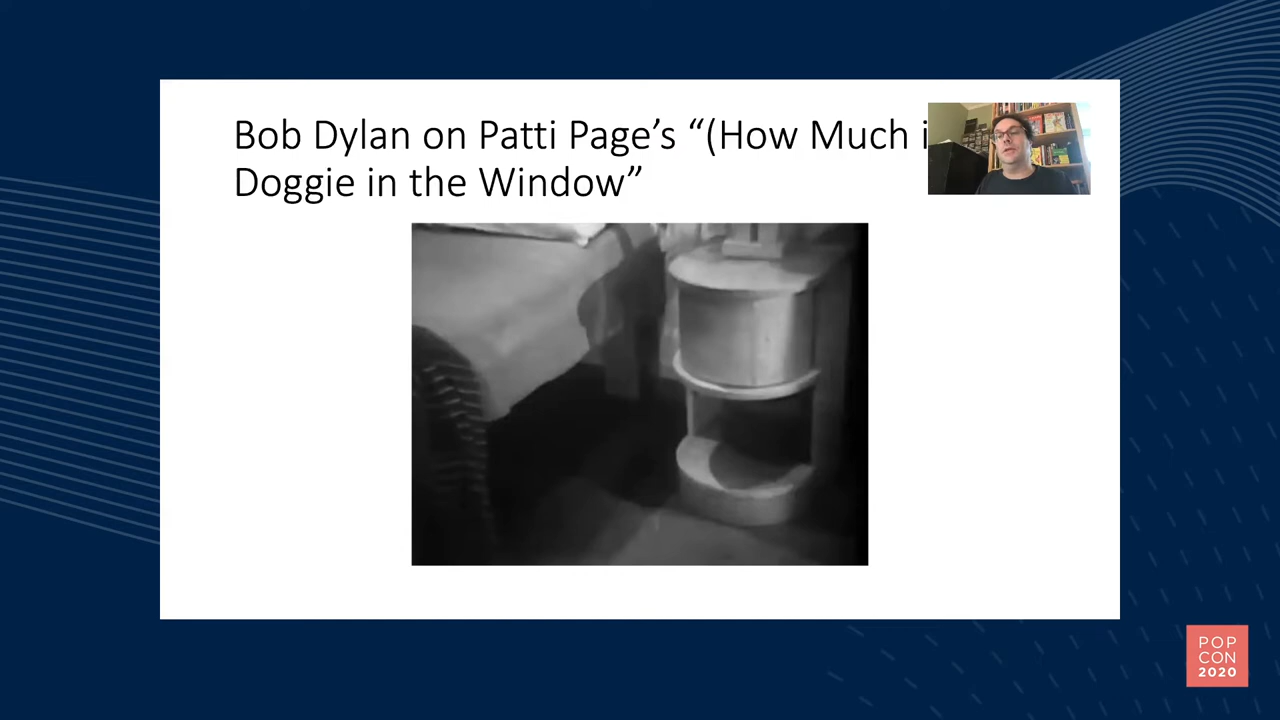 Bob Dylan on Patti Page’s “(How Much i
Doggie in the Window”
POP
CON
2020